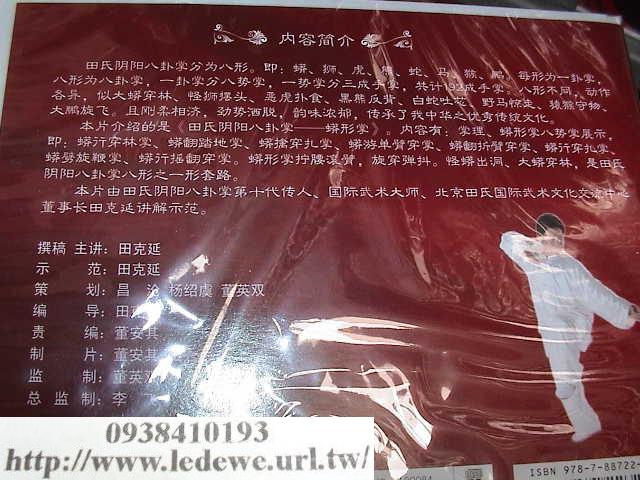 内容简介
田氏阴阳八卦掌分为八形。即：蟒、狮、虎、熊、蛇、马、猴、鹏。每形为一卦掌，
八形为八卦掌，一卦掌分八势掌，一势掌分三成手掌，共计192成手掌。八形不同，动作
各异，似大蟒穿林、怪狮摆头、恶虎扑食、黑熊反背、白蛇吐芯、野马惊走、猿猴守物、
大鹏旋飞。且刚柔相济，劲势洒脱，韵味浓郁，传承了我中华之优秀传统文化。
本片介绍的是《田氏阴阳八卦掌——蟒形掌》。内容有：掌理、蟒形掌八势掌展示，
即：蟒行穿林掌、蟒翻踏地掌、蟒擒穿扎掌、蟒游单臂穿掌、蟒翻折臂穿掌、蟒行穿扎掌、
蟒劈旋鞭掌、蟒行摇翻穿掌。蟒形掌拧腰滚臂，旋穿弹抖。怪蟒出洞、大蟒穿林，是田氏
阴阳八卦掌八形之一形套路。
本片由田氏阴阳八卦掌第十代传人、国际武术大师、北京田氏国际武术文化交流中心
董事长田克延讲解示范。
撰稿 主讲：田克延
示 范：田克延
策 划：昌 沧 杨绍虞 董英双
编 导：田
责 编：董安其
制 片：董安其
监 制：董英双
总 监 制：李
0938410193
http://www.ledewe.url.tw/
ISBN 978-7-88722-